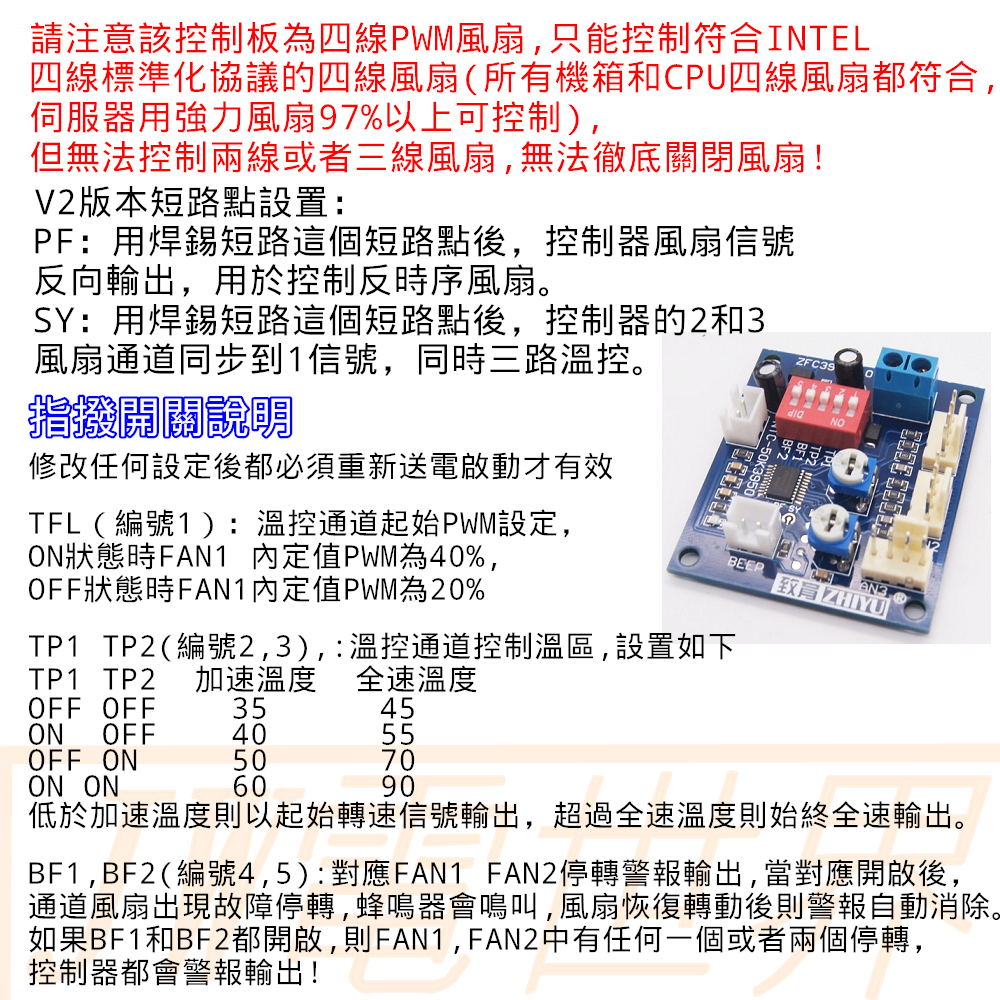 請注意該控制板為四線PWM風扇,只能控制符合INTEL
四線標準化協議的四線風扇(所有機箱和CPU四線風扇都符合,
伺服器用強力風扇97%以上可控制),
但無法控制兩線或者三線風扇,無法徹底關閉風扇!
V2版本短路點設置:
PF: 用焊錫短路這個短路點後, 控制器風扇信號
反向輸出, 用於控制反時序風扇。
SY: 用焊錫短路這個短路點後, 控制器的2和3
風扇通道同步到1信號, 同時三路溫控。
指撥開關說明
修改任何設定後都必須重新送電啟動才有效
TFL(編號1): 溫控通道起始PWM設定,
ON狀態時FAN1 內定值PWM為40%,
OFF狀態時FAN1內定值PWM為20%
TP1 TP2(編號2,3),:溫控通道控制溫區,設置如下
TP1 TP2 加速溫度 全速溫度
OFF OFF 35 45
ON OFF 40 55
OFF ON 50 70
ON ON 60 90
低於加速溫度則以起始轉速信號輸出, 超過全速溫度則始終全速輸出。
BF1,BF2(編號4,5):對應FAN1 FAN2停轉警報輸出,當對應開啟後,
通道風扇出現故障停轉,蜂鳴器會鳴叫,風扇恢復轉動後則警報自動消除。
如果BF1和BF2都開啟,則FAN1,FAN2中有任何一個或者兩個停轉,
控制器都會警報輸出!
ZFC39
DIP
ON
TP1
TP2
BF1
BF2
TC-50K3950
SY
BEEP
ZHIYU
®
電世界